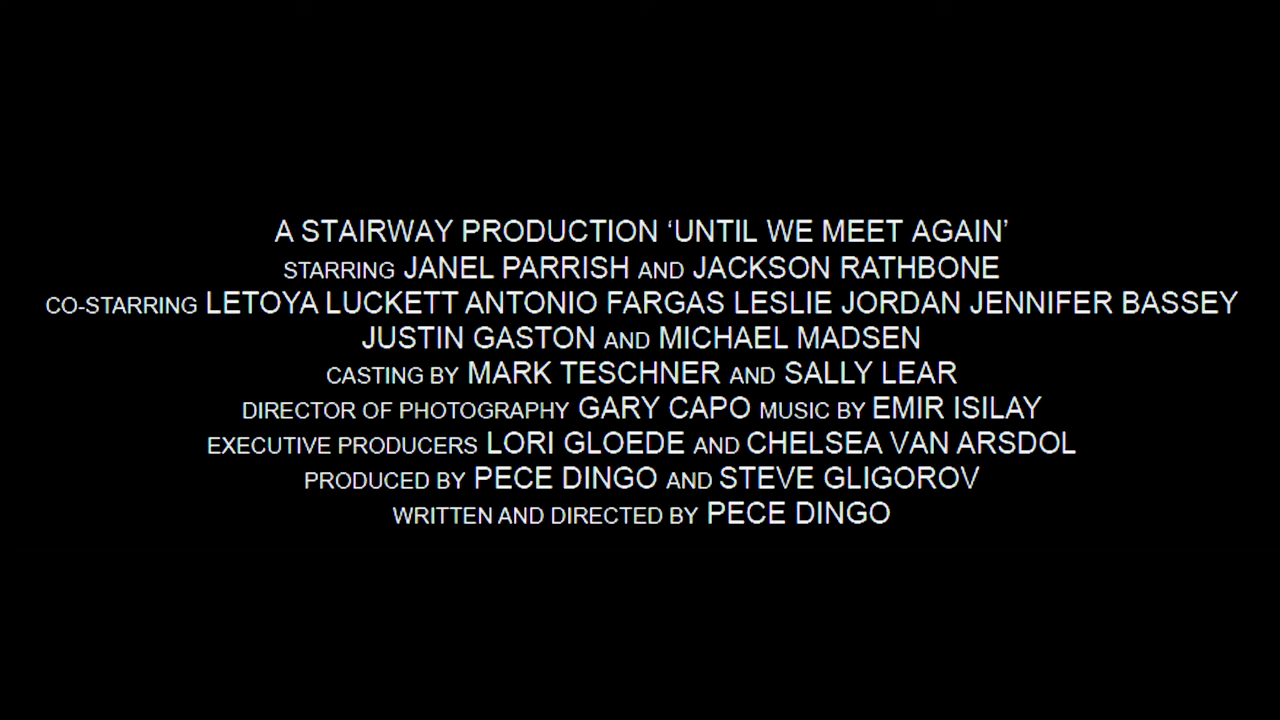 A STAIRWAY PRODUCTION ‘UNTIL WE MEET AGAIN’
STARRING JANEL PARRISH AND JACKSON RATHBONE
CO-STARRING LETOYA LUCKETT ANTONIO FARGAS LESLIE JORDAN JENNIFER BASSEY
JUSTIN GASTON AND MICHAEL MADSEN
CASTING BY MARK TESCHNER AND SALLY LEAR
DIRECTOR OF PHOTOGRAPHY GARY CAPO MUSIC BY EMIR ISILAY
EXECUTIVE PRODUCERS LORI GLOEDE AND CHELSEA VAN ARSDOL
PRODUCED BY PECE DINGO AND STEVE GLIGOROV
WRITTEN AND DIRECTED BY PECE DINGO